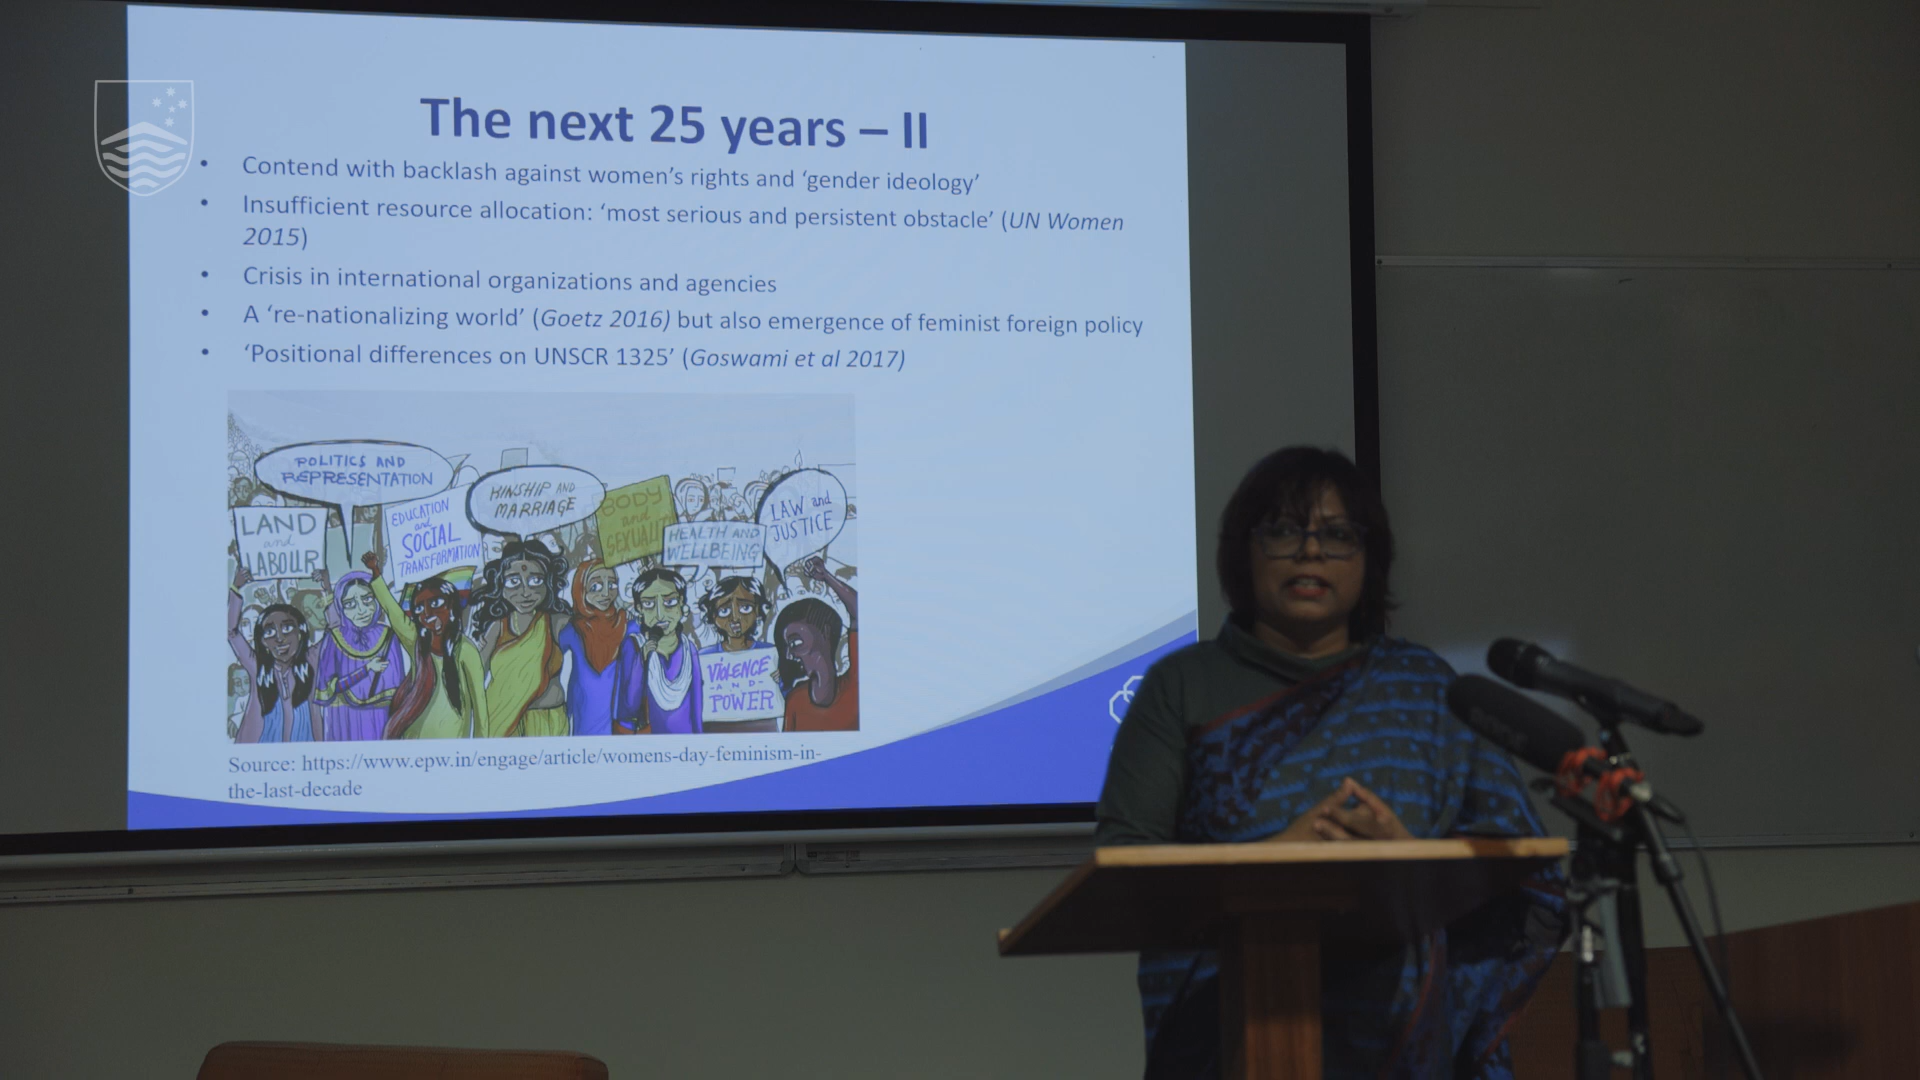 The next 25 years – II
• Contend with backlash against women's rights and 'gender ideology'
• Insufficient resource allocation: 'most serious and persistent obstacle' (UN Women
2015)
• Crisis in international organizations and agencies
• A 're-nationalizing world' (Goetz 2016) but also emergence of feminist foreign policy
• 'Positional differences on UNSCR 1325' (Goswami et al 2017)
POLITICS AND
REPRESENTATION
LAND
and
LABOUR
EDUCATION
and
SOCIAL
TRANSFORMATION
KINSHIP AND
MARRIAGE
BODY
and
HEALTH AND
WELLBEING
LAW and
JUSTICE
VIOLENCE
-AND-
POWER
Source: https://www.epw.in/engage/article/womens-day-feminism-in-
the-last-decade